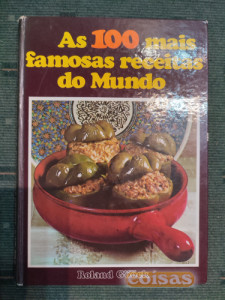 As 100 mais
famosas receitas
do Mundo
Roland
coisas